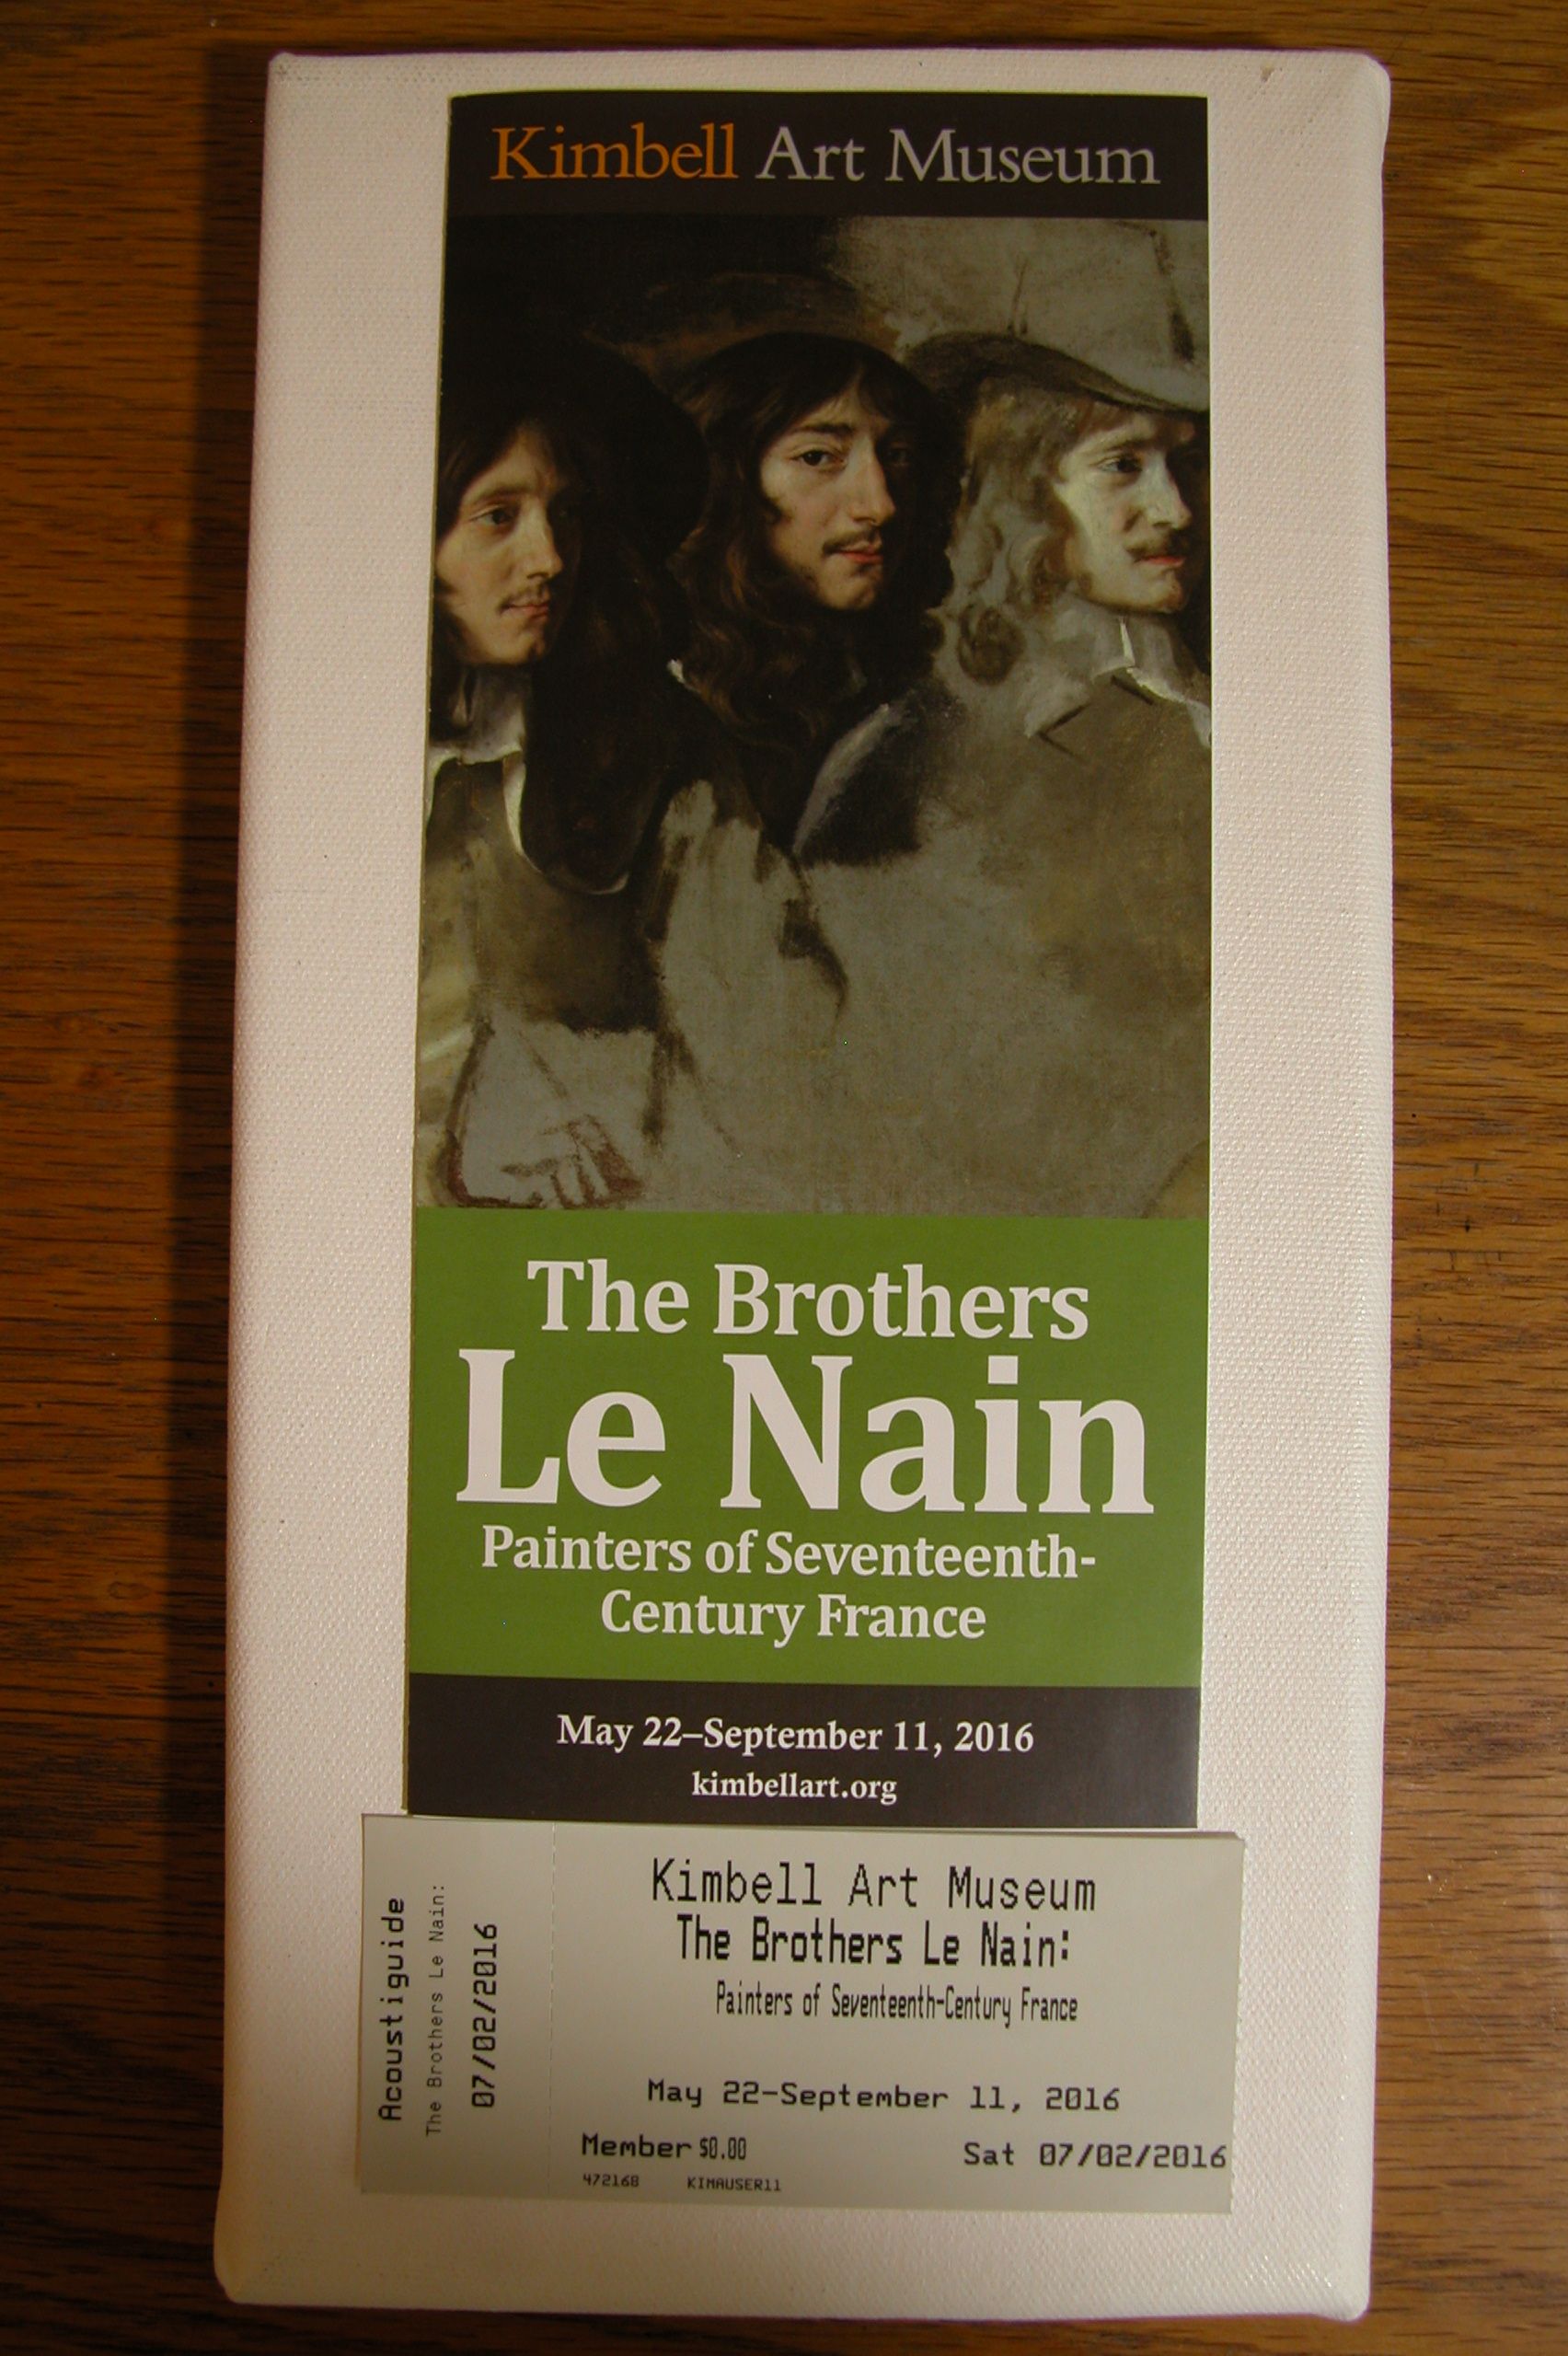 Kimbell Art Museum
The Brothers
Le Nain
Painters of Seventeenth-
Century France
May 22–September 11, 2016
kimbellart.org
Acoustiguide
The Brothers Le Nain:
07/02/2016
Kimbell Art Museum
The Brothers Le Nain:
Painters of Seventeenth-Century France
May 22-September 11, 2016
Member $0.00 Sat 07/02/2016
472168 KIMAUSER11